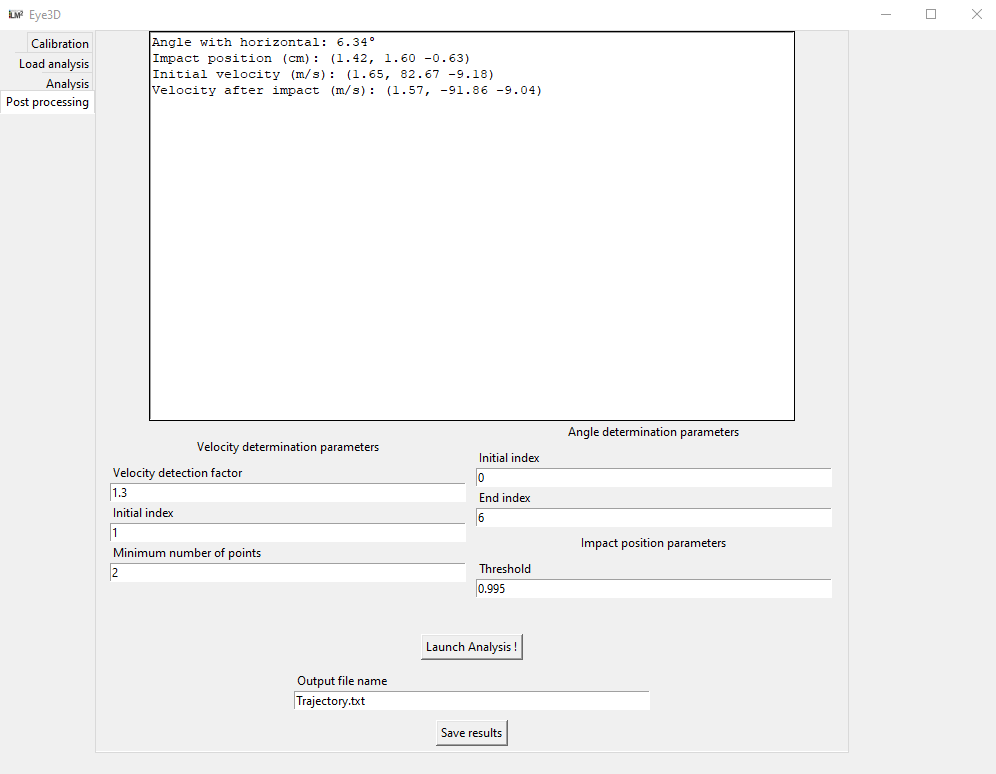 iLM²
Eye3D
Calibration
Load analysis
Analysis
Post processing
Angle with horizontal: 6.34°
Impact position (cm): (1.42, 1.60 -0.63)
Initial velocity (m/s): (1.65, 82.67 -9.18)
Velocity after impact (m/s): (1.57, -91.86 -9.04)
Velocity determination parameters
Velocity detection factor
1.3
Initial index
1
Minimum number of points
2
Angle determination parameters
Initial index
0
End index
6
Impact position parameters
Threshold
0.995
Launch Analysis !
Output file name
Trajectory.txt
Save results